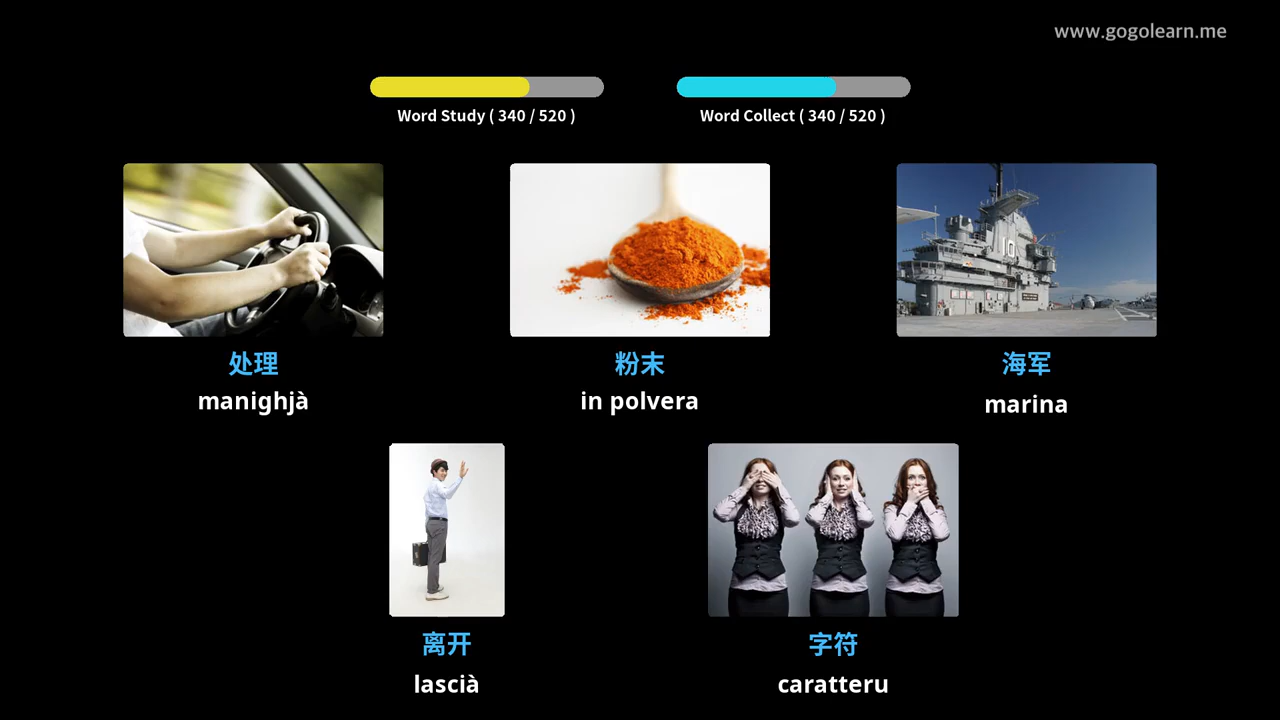 www.gogolearn.me
Word Study ( 340 / 520 )
Word Collect ( 340 / 520 )
处理
manighjà
粉末
in polvera
海军
marina
离开
lascià
字符
caratteru